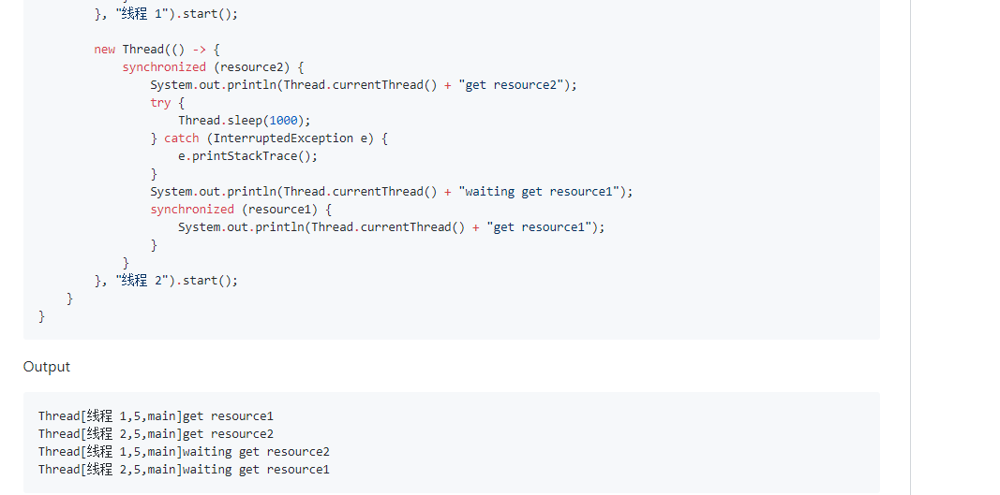 }, "线程 1").start();
new Thread(() -> {
synchronized (resource2) {
System.out.println(Thread.currentThread() + "get resource2");
try {
Thread.sleep(1000);
} catch (InterruptedException e) {
e.printStackTrace();
}
System.out.println(Thread.currentThread() + "waiting get resource1");
synchronized (resource1) {
System.out.println(Thread.currentThread() + "get resource1");
}
}
}, "线程 2").start();
}
}
Output
Thread[线程 1,5,main]get resource1
Thread[线程 2,5,main]get resource2
Thread[线程 1,5,main]waiting get resource2
Thread[线程 2,5,main]waiting get resource1